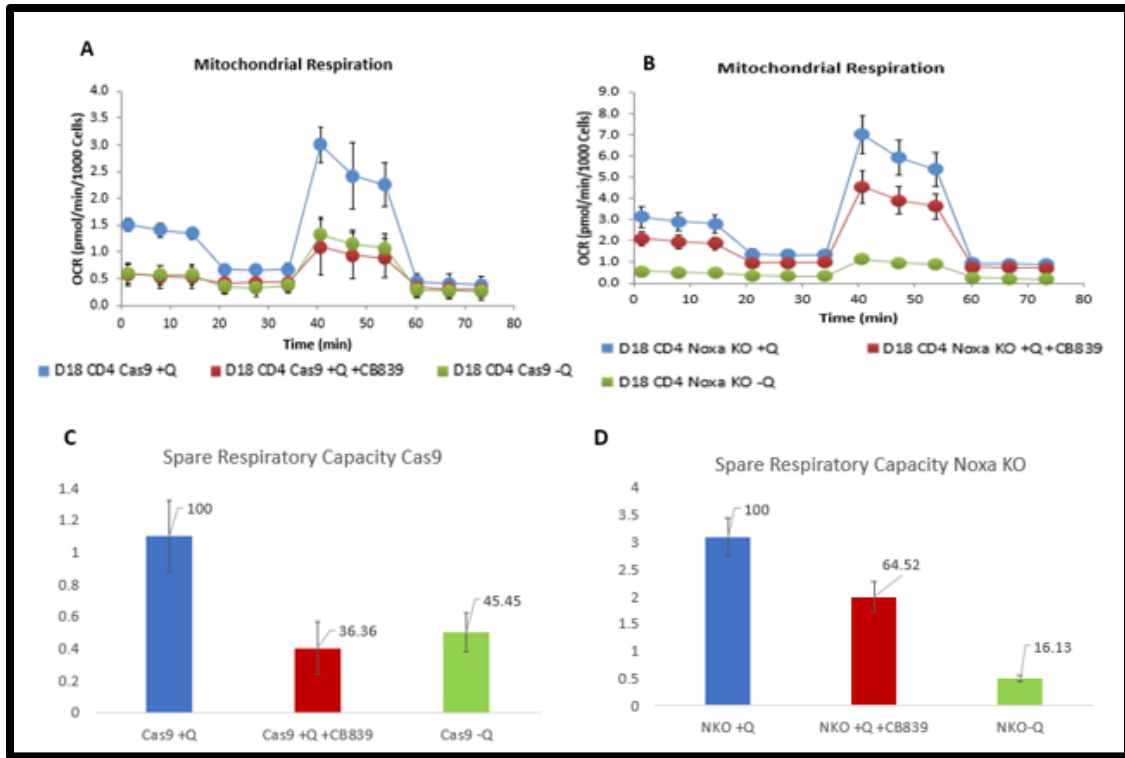 A
Mitochondrial Respiration
4.0
3.5
3.0
2.5
2.0
1.5
1.0
0.5
0.0
OCR (pmol/min/1000 Cells)
0 10 20 30 40 50 60 70 80
Time (min)
D18 CD4 Cas9 +Q D18 CD4 Cas9 +Q +CB839 D18 CD4 Cas9 -Q
B
Mitochondrial Respiration
9.0
8.0
7.0
6.0
5.0
4.0
3.0
2.0
1.0
0.0
OCR (pmol/min/1000 Cells)
0 10 20 30 40 50 60 70 80
Time (min)
D18 CD4 Noxa KO +Q D18 CD4 Noxa KO +Q +CB839
D18 CD4 Noxa KO -Q
C
Spare Respiratory Capacity Cas9
1.4
1.2
1
0.8
0.6
0.4
0.2
0
100
36.36
45.45
Cas9 +Q Cas9 +Q +CB839 Cas9 -Q
D
Spare Respiratory Capacity Noxa KO
4
3.5
3
2.5
2
1.5
1
0.5
0
100
64.52
16.13
NKO +Q NKO +Q +CB839 NKO-Q